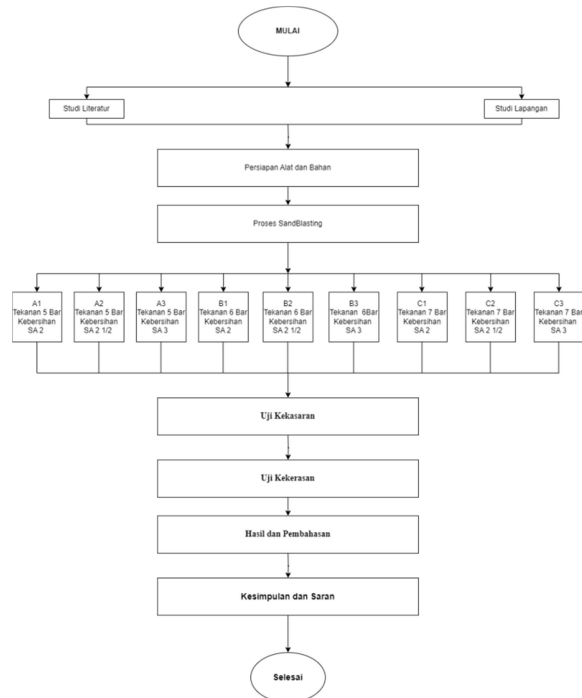 MULAI
Studi Literatur
Studi Lapangan
Persiapan Alat dan Bahan
Proses SandBlasting
A1
Tekanan 5 Bar
Kebersihan
SA 2
A2
Tekanan 5 Bar
Kebersihan
SA 2 1/2
A3
Tekanan 5 Bar
Kebersihan
SA 3
B1
Tekanan 6 Bar
Kebersihan
SA 2
B2
Tekanan 6 Bar
Kebersihan
SA 2 1/2
B3
Tekanan 6Bar
Kebersihan
SA 3
C1
Tekanan 7 Bar
Kebersihan
SA 2
C2
Tekanan 7 Bar
Kebersihan
SA 2 1/2
C3
Tekanan 7 Bar
Kebersihan
SA 3
Uji Kekasaran
Uji Kekerasan
Hasil dan Pembahasan
Kesimpulan dan Saran
Selesai